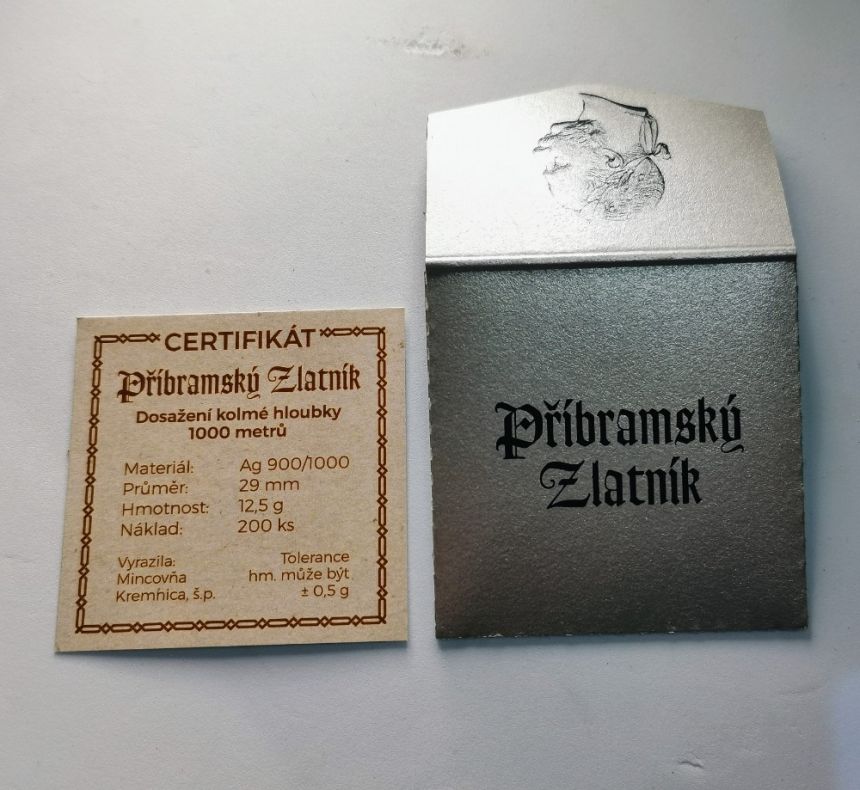 CERTIFIKÁT
Příbramský Zlatník
Dosažení kolmé hloubky
1000 metrů
Materiál: Ag 900/1000
Průměr: 29 mm
Hmotnost: 12,5 g
Náklad: 200 ks
Vyrazila:
Mincovňa
Kremnica, š.p.
Tolerance
hm. může být
± 0,5 g
Příbramský
Zlatník